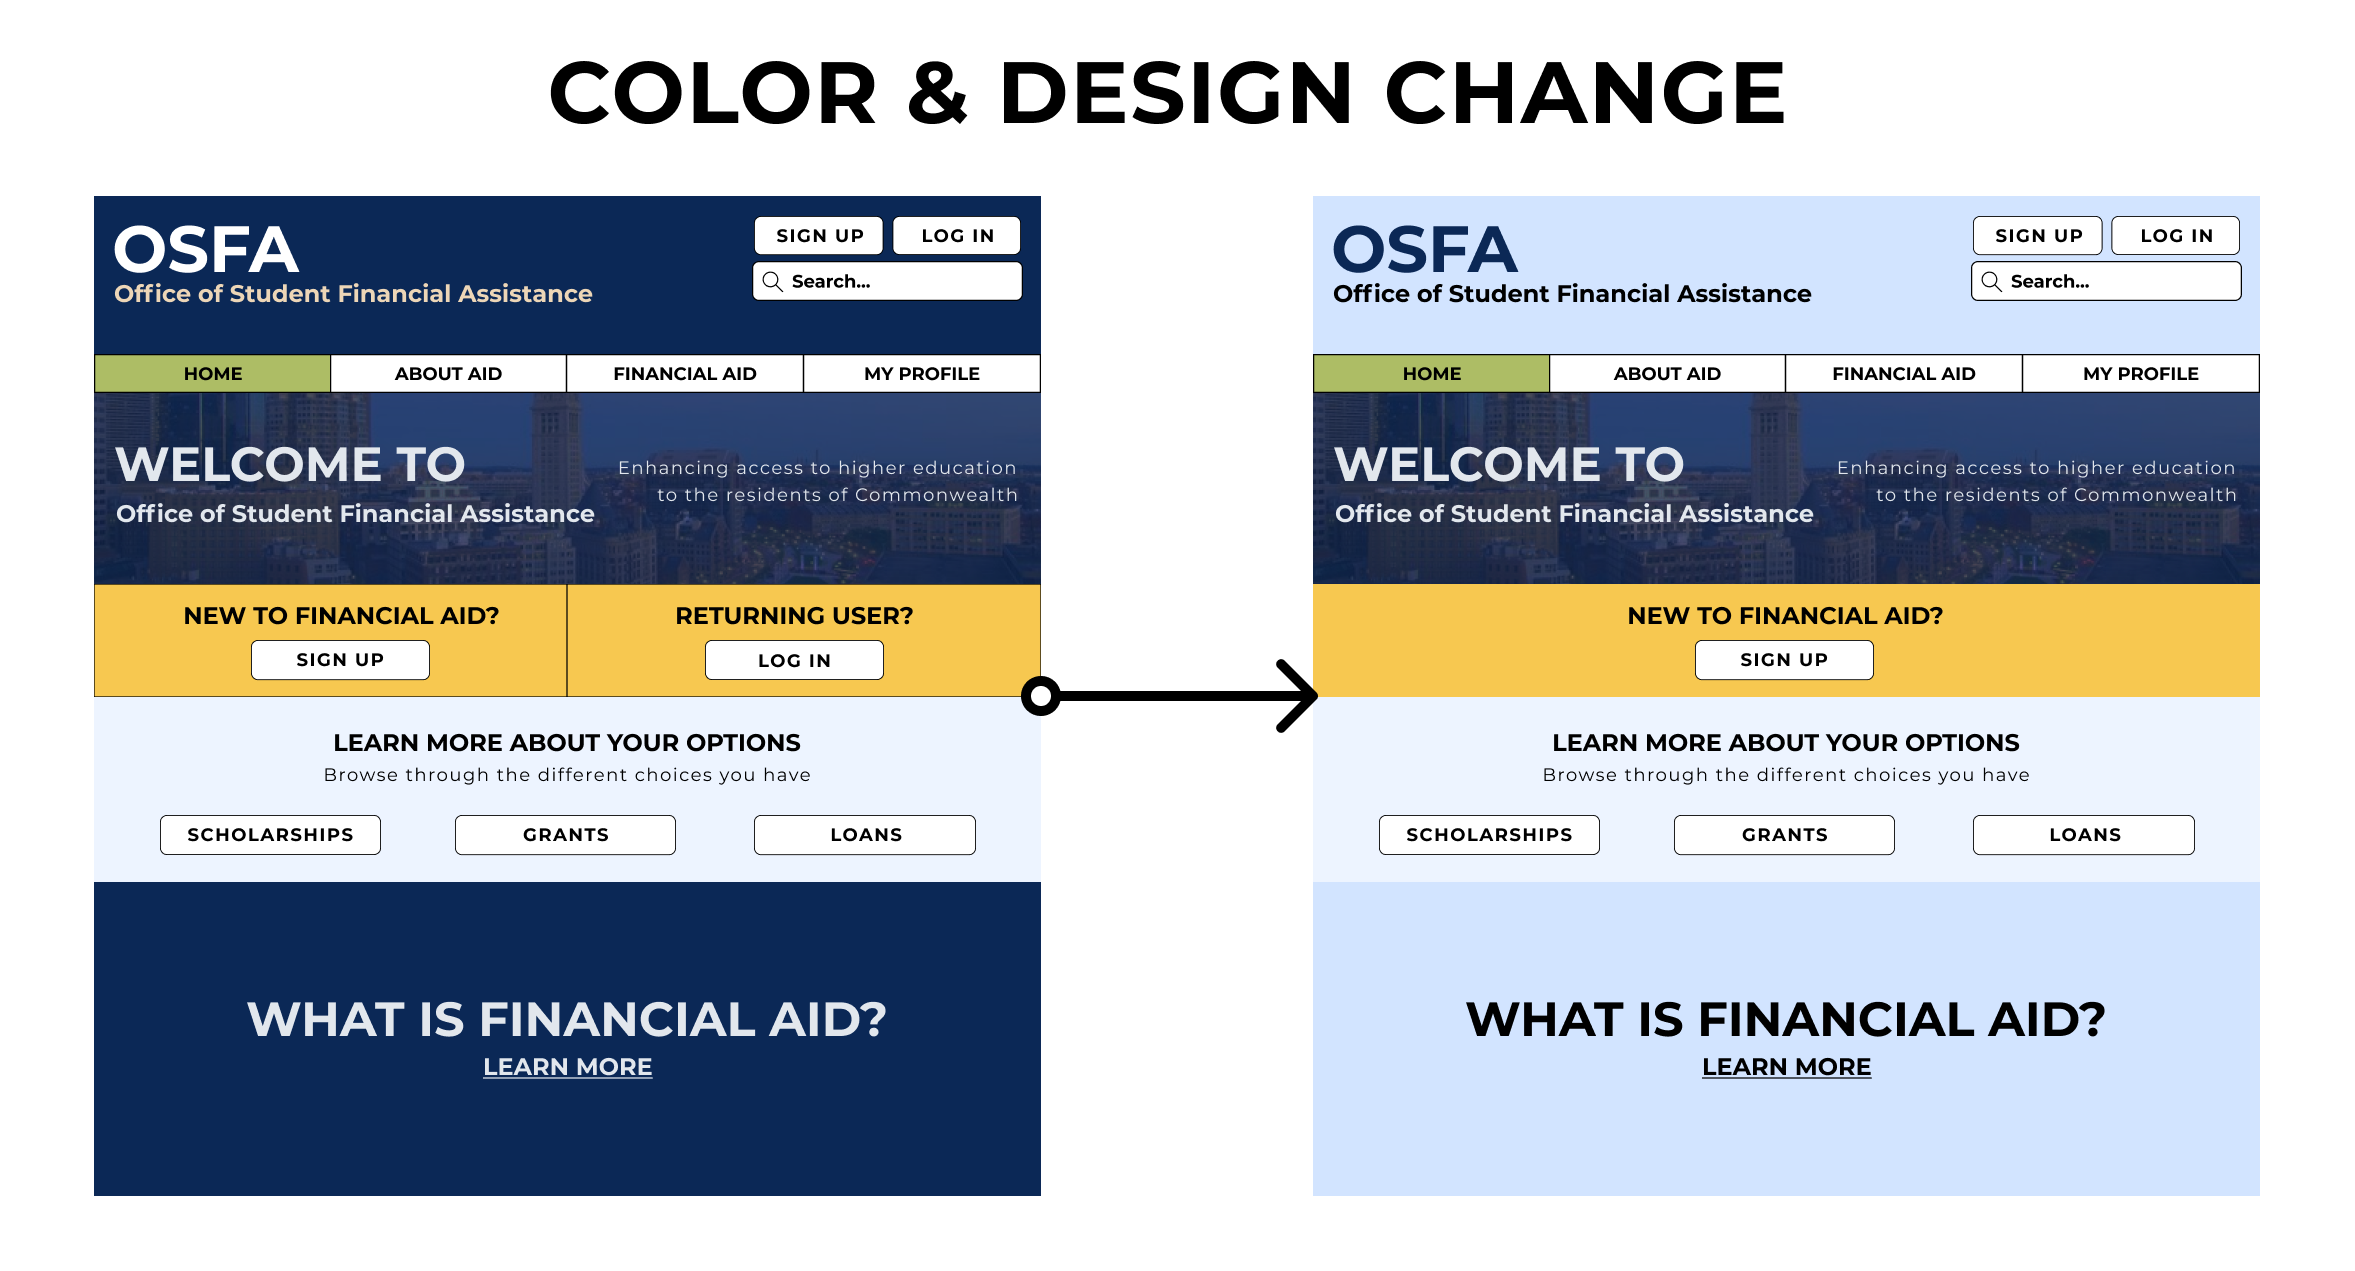 COLOR & DESIGN CHANGE
OSFA
Office of Student Financial Assistance
SIGN UP
LOG IN
Search...
HOME
ABOUT AID
FINANCIAL AID
MY PROFILE
WELCOME TO
Office of Student Financial Assistance
Enhancing access to higher education
to the residents of Commonwealth
NEW TO FINANCIAL AID?
SIGN UP
RETURNING USER?
LOG IN
LEARN MORE ABOUT YOUR OPTIONS
Browse through the different choices you have
SCHOLARSHIPS
GRANTS
LOANS
WHAT IS FINANCIAL AID?
LEARN MORE
OSFA
Office of Student Financial Assistance
SIGN UP
LOG IN
Search...
HOME
ABOUT AID
FINANCIAL AID
MY PROFILE
WELCOME TO
Office of Student Financial Assistance
Enhancing access to higher education
to the residents of Commonwealth
NEW TO FINANCIAL AID?
SIGN UP
LEARN MORE ABOUT YOUR OPTIONS
Browse through the different choices you have
SCHOLARSHIPS
GRANTS
LOANS
WHAT IS FINANCIAL AID?
LEARN MORE